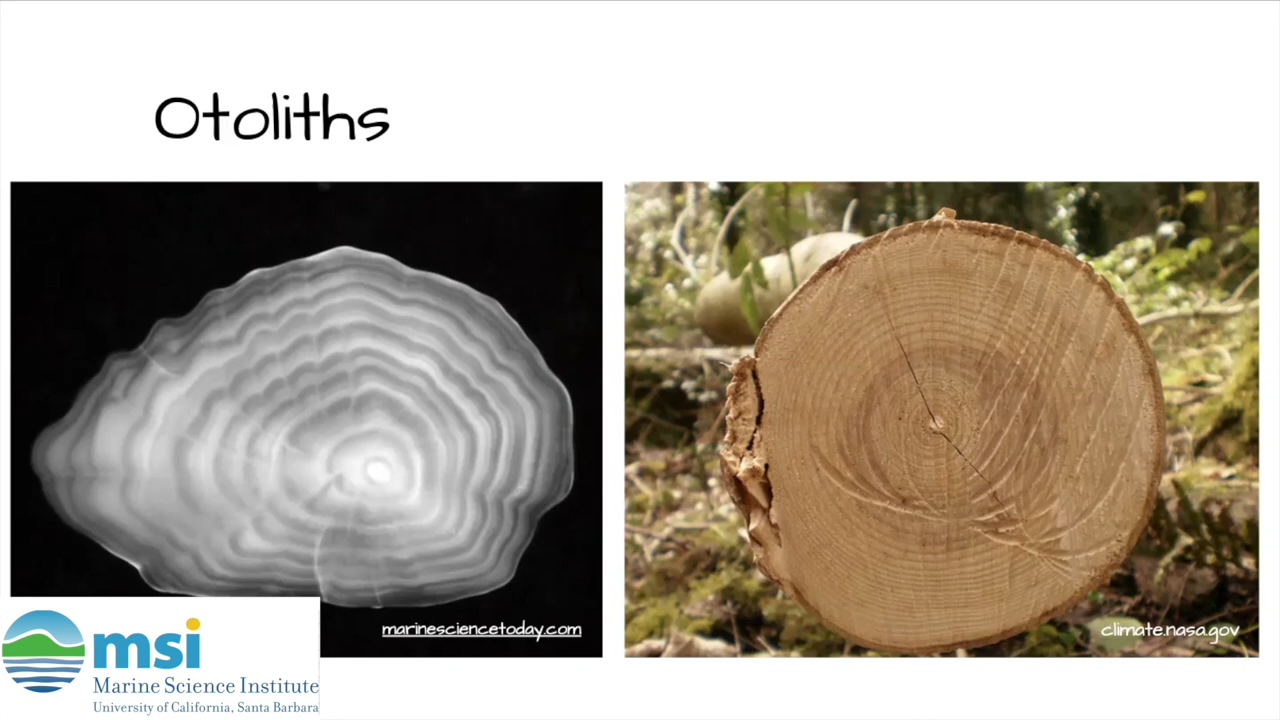 Otoliths
marinesciencetoday.com
climate.nasa.gov
msi
Marine Science Institute
University of California, Santa Barbara